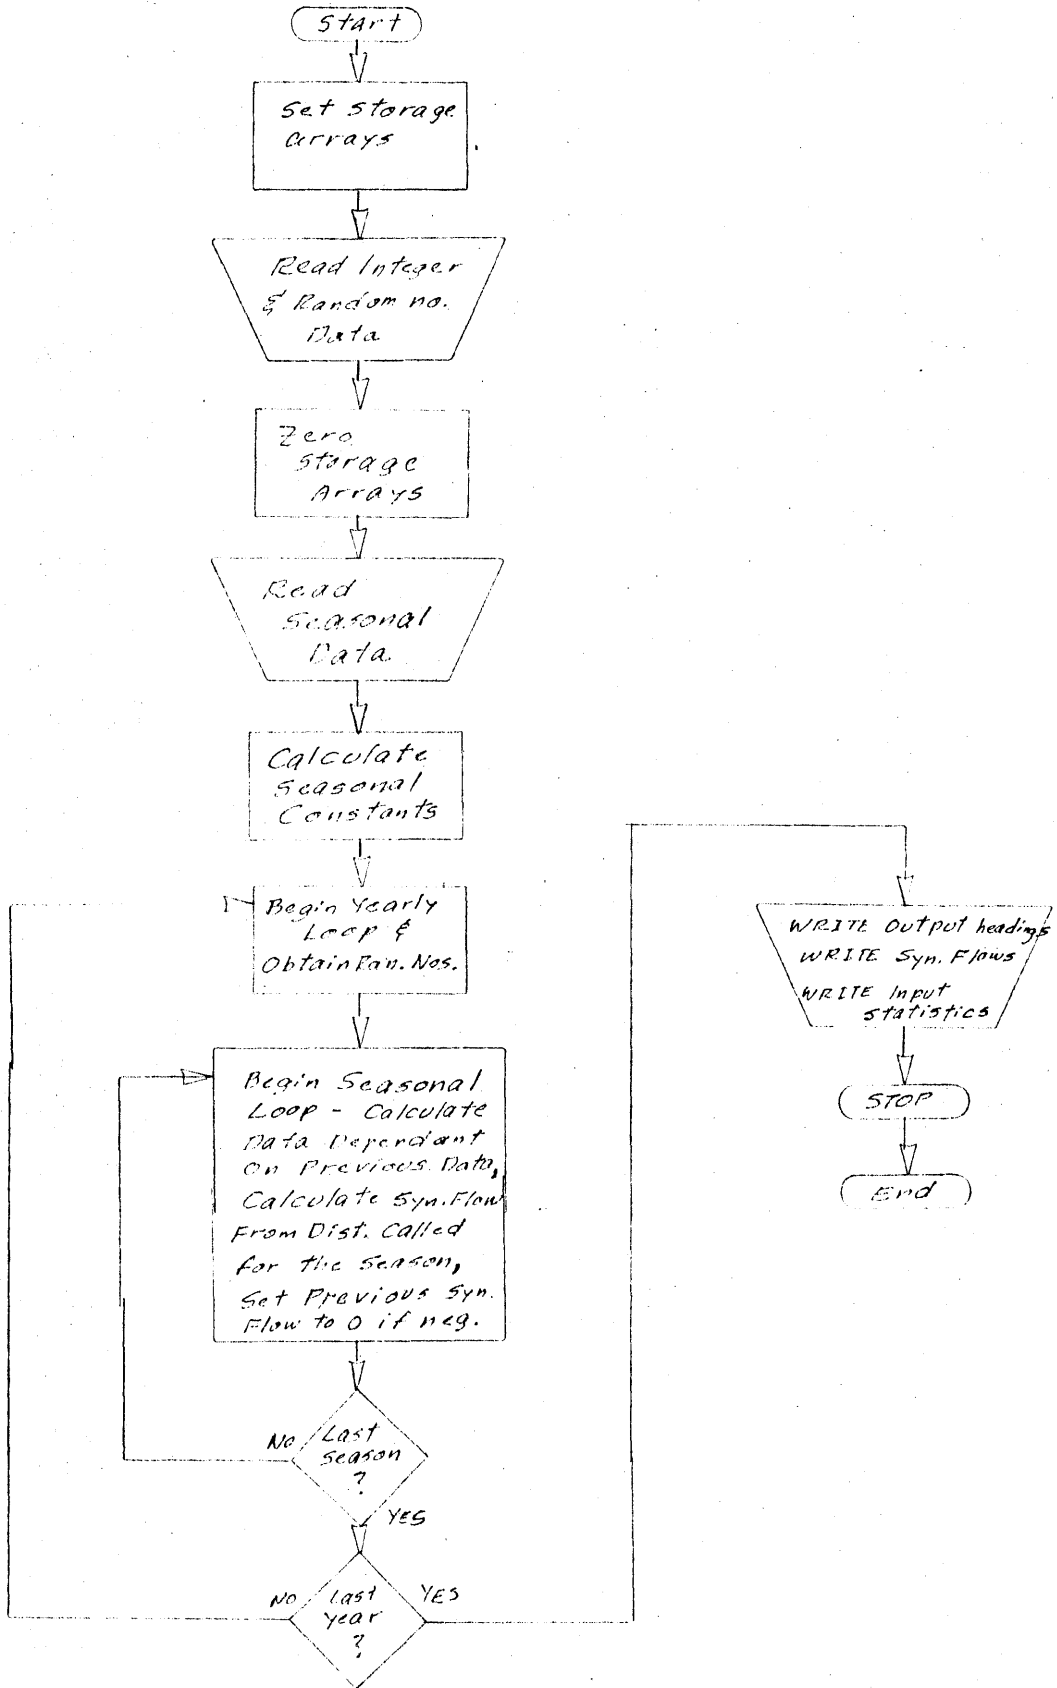 Start
Set Storage
arrays
Read Integer
& Random no.
Data
Zero
Storage
Arrays
Read
Seasonal
Data
Calculate
Seasonal
Constants
Begin Yearly
Loop &
Obtain Ran. Nos.
Begin Seasonal
Loop - Calculate
Data Dependant
On Previous Data,
Calculate Syn. Flow
From Dist. Called
for the Season,
Set Previous Syn.
Flow to 0 if neg.
No
Last
season
?
YES
No
Last
year
?
YES
WRITE Output headings
WRITE Syn. Flows
WRITE Input
statistics
STOP
End